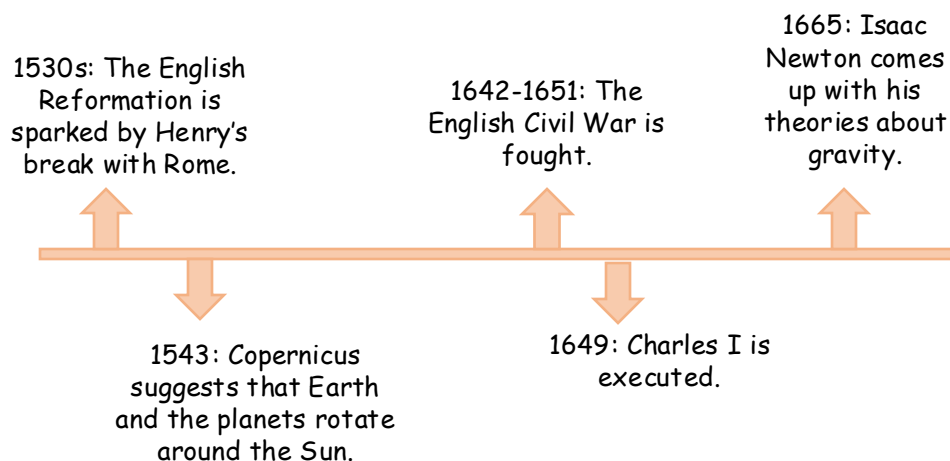 1530s: The English
Reformation is
sparked by Henry's
break with Rome.
1543: Copernicus
suggests that Earth
and the planets rotate
around the Sun.
1642-1651: The
English Civil War is
fought.
1649: Charles I is
executed.
1665: Isaac
Newton comes
up with his
theories about
gravity.